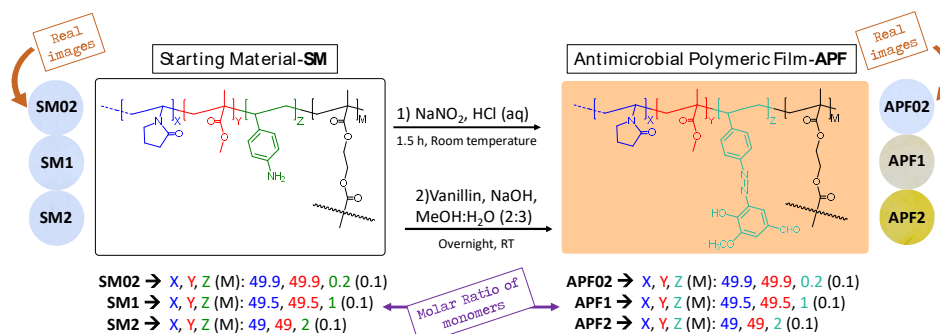 Real
images
Starting Material-SM
Antimicrobial Polymeric Film-APF
Real
images
SM02
SM1
SM2
X
Y
Z
M
N
O
O
O
NH₂
O
O
O
O
1) NaNO₂, HCl (aq)
1.5 h, Room temperature
2)Vanillin, NaOH,
MeOH:H₂O (2:3)
Overnight, RT
X
Y
Z
M
N
O
O
O
O
O
N
N
HO
CHO
H₃CO
O
O
APF02
APF1
APF2
SM02 → X, Y, Z (M): 49.9, 49.9, 0.2 (0.1)
SM1 → X, Y, Z (M): 49.5, 49.5, 1 (0.1)
SM2 → X, Y, Z (M): 49, 49, 2 (0.1)
Molar Ratio of
monomers
APF02 → X, Y, Z (M): 49.9, 49.9, 0.2 (0.1)
APF1 → X, Y, Z (M): 49.5, 49.5, 1 (0.1)
APF2 → X, Y, Z (M): 49, 49, 2 (0.1)